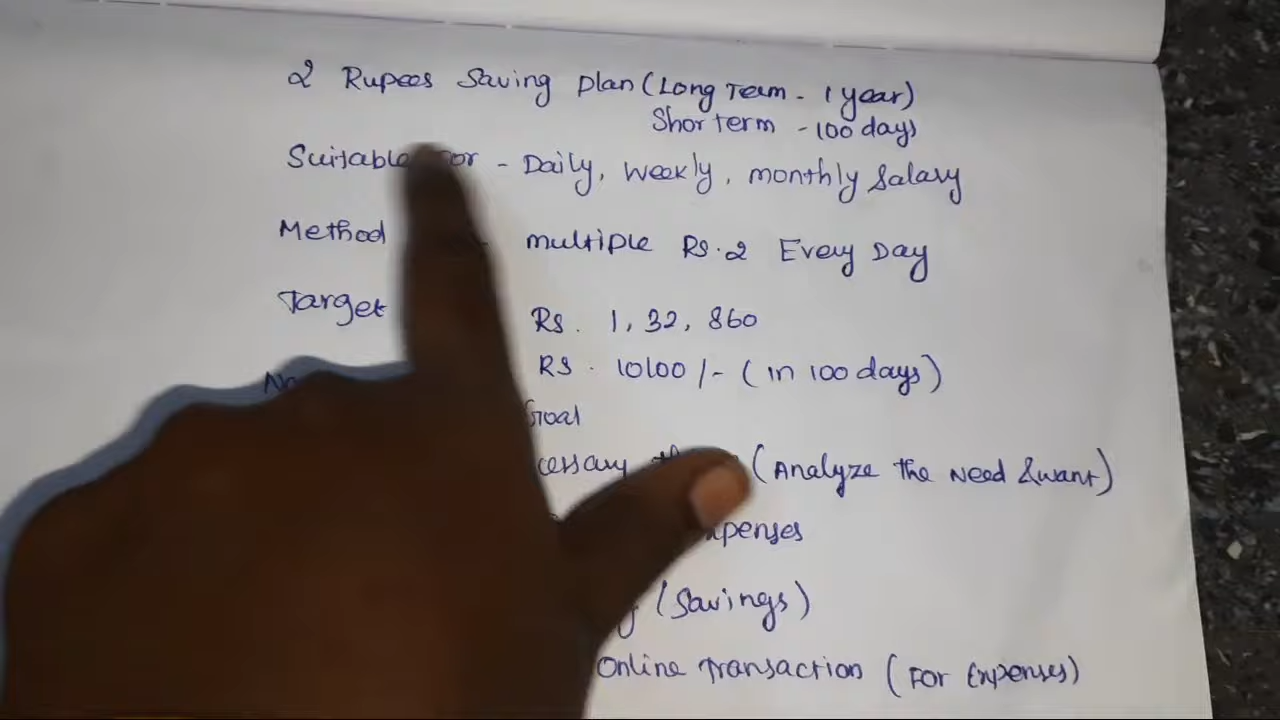 2 Rupees Saving plan (Long Term - 1 year)
Short term - 100 days
Suitable for - Daily, weekly, monthly Salary
Method multiple Rs.2 Every Day
Target Rs. 1,32,860
Rs. 10100/- (in 100 days)
Goal
(Analyze the need & want)
(Savings)
Online Transaction (For Expenses)